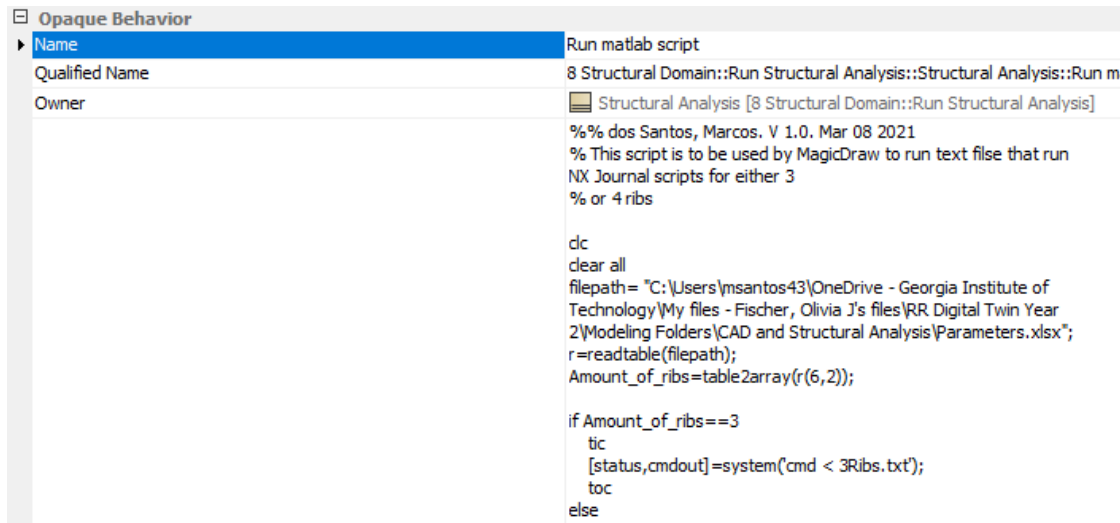 Opaque Behavior
Name Run matlab script
Qualified Name 8 Structural Domain::Run Structural Analysis::Structural Analysis::Run m
Owner Structural Analysis [8 Structural Domain::Run Structural Analysis]
%% dos Santos, Marcos. V 1.0. Mar 08 2021
% This script is to be used by MagicDraw to run text filse that run
NX Journal scripts for either 3
% or 4 ribs
clc
clear all
filepath= "C:\Users\msantos43\OneDrive - Georgia Institute of
Technology\My files - Fischer, Olivia J's files\RR Digital Twin Year
2\Modeling Folders\CAD and Structural Analysis\Parameters.xlsx";
r=readtable(filepath);
Amount_of_ribs=table2array(r(6,2));
if Amount_of_ribs==3
tic
[status,cmdout]=system('cmd < 3Ribs.txt');
toc
else